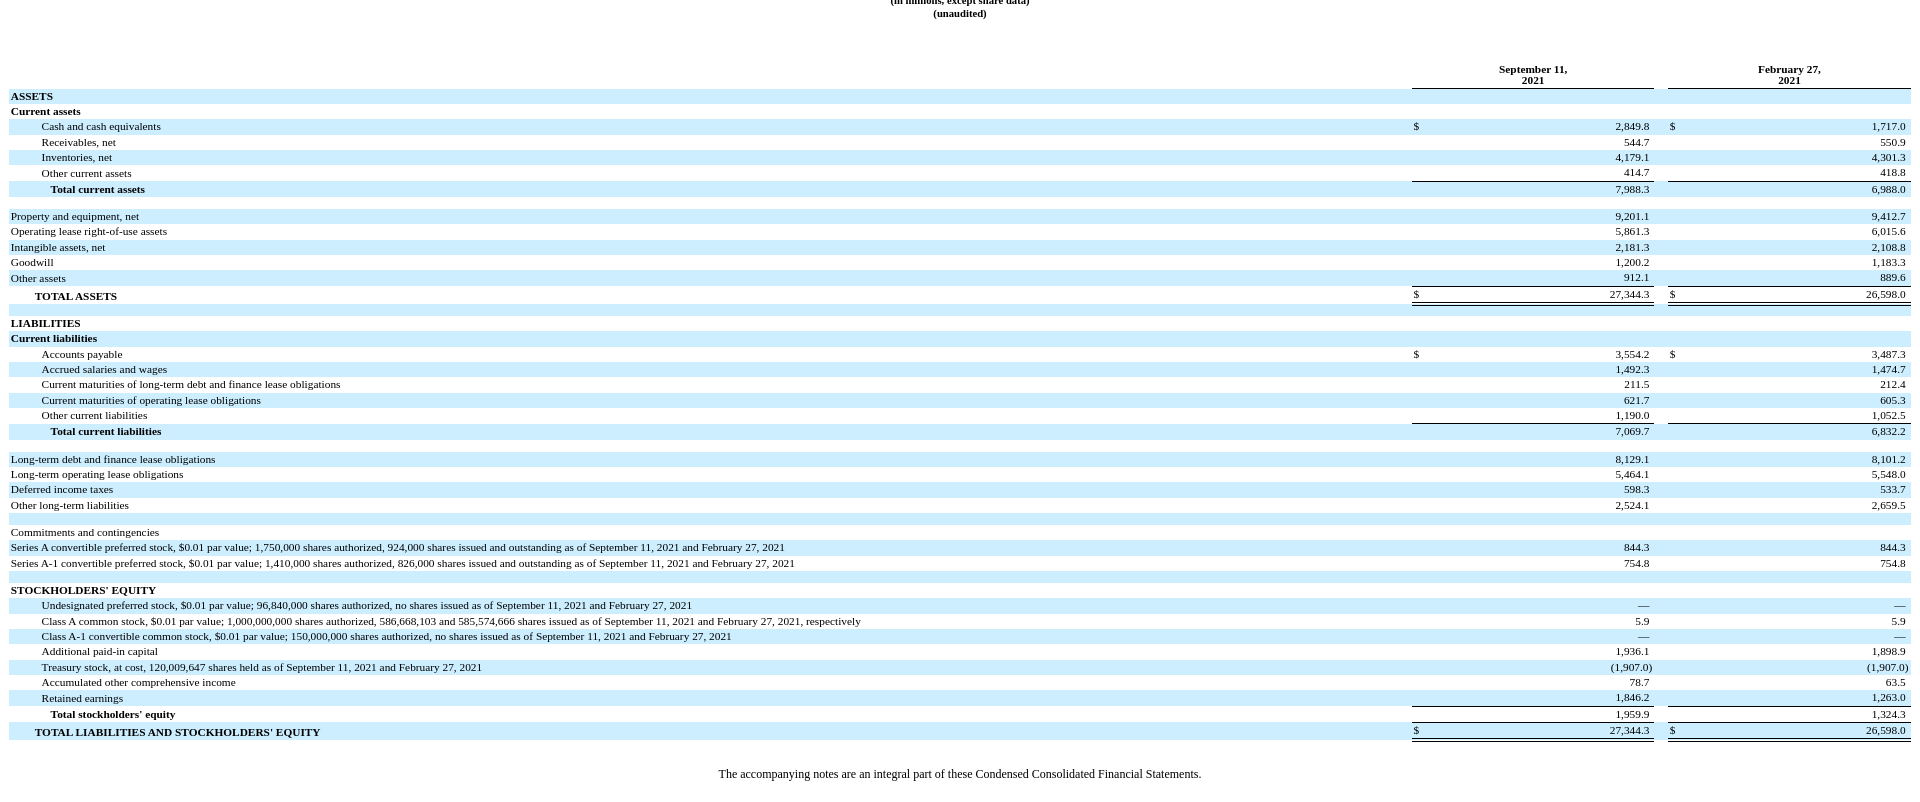 (in millions, except share data)
(unaudited)
September 11, 2021 February 27, 2021
ASSETS
Current assets
Cash and cash equivalents $ 2,849.8 $ 1,717.0
Receivables, net 544.7 550.9
Inventories, net 4,179.1 4,301.3
Other current assets 414.7 418.8
Total current assets 7,988.3 6,988.0
Property and equipment, net 9,201.1 9,412.7
Operating lease right-of-use assets 5,861.3 6,015.6
Intangible assets, net 2,181.3 2,108.8
Goodwill 1,200.2 1,183.3
Other assets 912.1 889.6
TOTAL ASSETS $ 27,344.3 $ 26,598.0
LIABILITIES
Current liabilities
Accounts payable $ 3,554.2 $ 3,487.3
Accrued salaries and wages 1,492.3 1,474.7
Current maturities of long-term debt and finance lease obligations 211.5 212.4
Current maturities of operating lease obligations 621.7 605.3
Other current liabilities 1,190.0 1,052.5
Total current liabilities 7,069.7 6,832.2
Long-term debt and finance lease obligations 8,129.1 8,101.2
Long-term operating lease obligations 5,464.1 5,548.0
Deferred income taxes 598.3 533.7
Other long-term liabilities 2,524.1 2,659.5
Commitments and contingencies
Series A convertible preferred stock, $0.01 par value; 1,750,000 shares authorized, 924,000 shares issued and outstanding as of September 11, 2021 and February 27, 2021 844.3 844.3
Series A-1 convertible preferred stock, $0.01 par value; 1,410,000 shares authorized, 826,000 shares issued and outstanding as of September 11, 2021 and February 27, 2021 754.8 754.8
STOCKHOLDERS' EQUITY
Undesignated preferred stock, $0.01 par value; 96,840,000 shares authorized, no shares issued as of September 11, 2021 and February 27, 2021 — —
Class A common stock, $0.01 par value; 1,000,000,000 shares authorized, 586,668,103 and 585,574,666 shares issued as of September 11, 2021 and February 27, 2021, respectively 5.9 5.9
Class A-1 convertible common stock, $0.01 par value; 150,000,000 shares authorized, no shares issued as of September 11, 2021 and February 27, 2021 — —
Additional paid-in capital 1,936.1 1,898.9
Treasury stock, at cost, 120,009,647 shares held as of September 11, 2021 and February 27, 2021 (1,907.0) (1,907.0)
Accumulated other comprehensive income 78.7 63.5
Retained earnings 1,846.2 1,263.0
Total stockholders' equity 1,959.9 1,324.3
TOTAL LIABILITIES AND STOCKHOLDERS' EQUITY $ 27,344.3 $ 26,598.0
The accompanying notes are an integral part of these Condensed Consolidated Financial Statements.